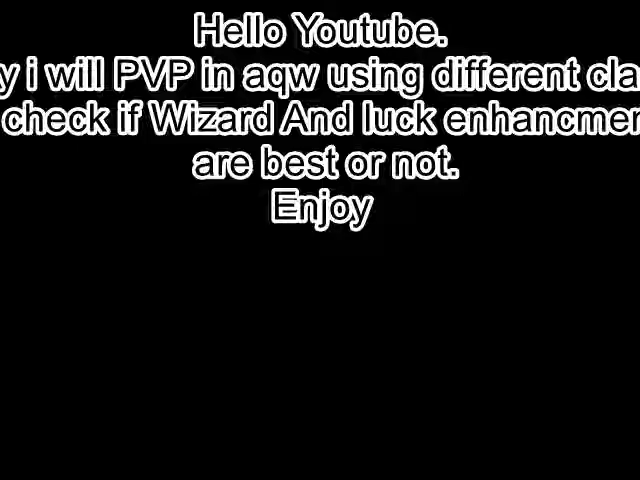 Hello Youtube.
y i will PVP in aqw using different cla
check if Wizard And luck enhancmen
are best or not.
Enjoy